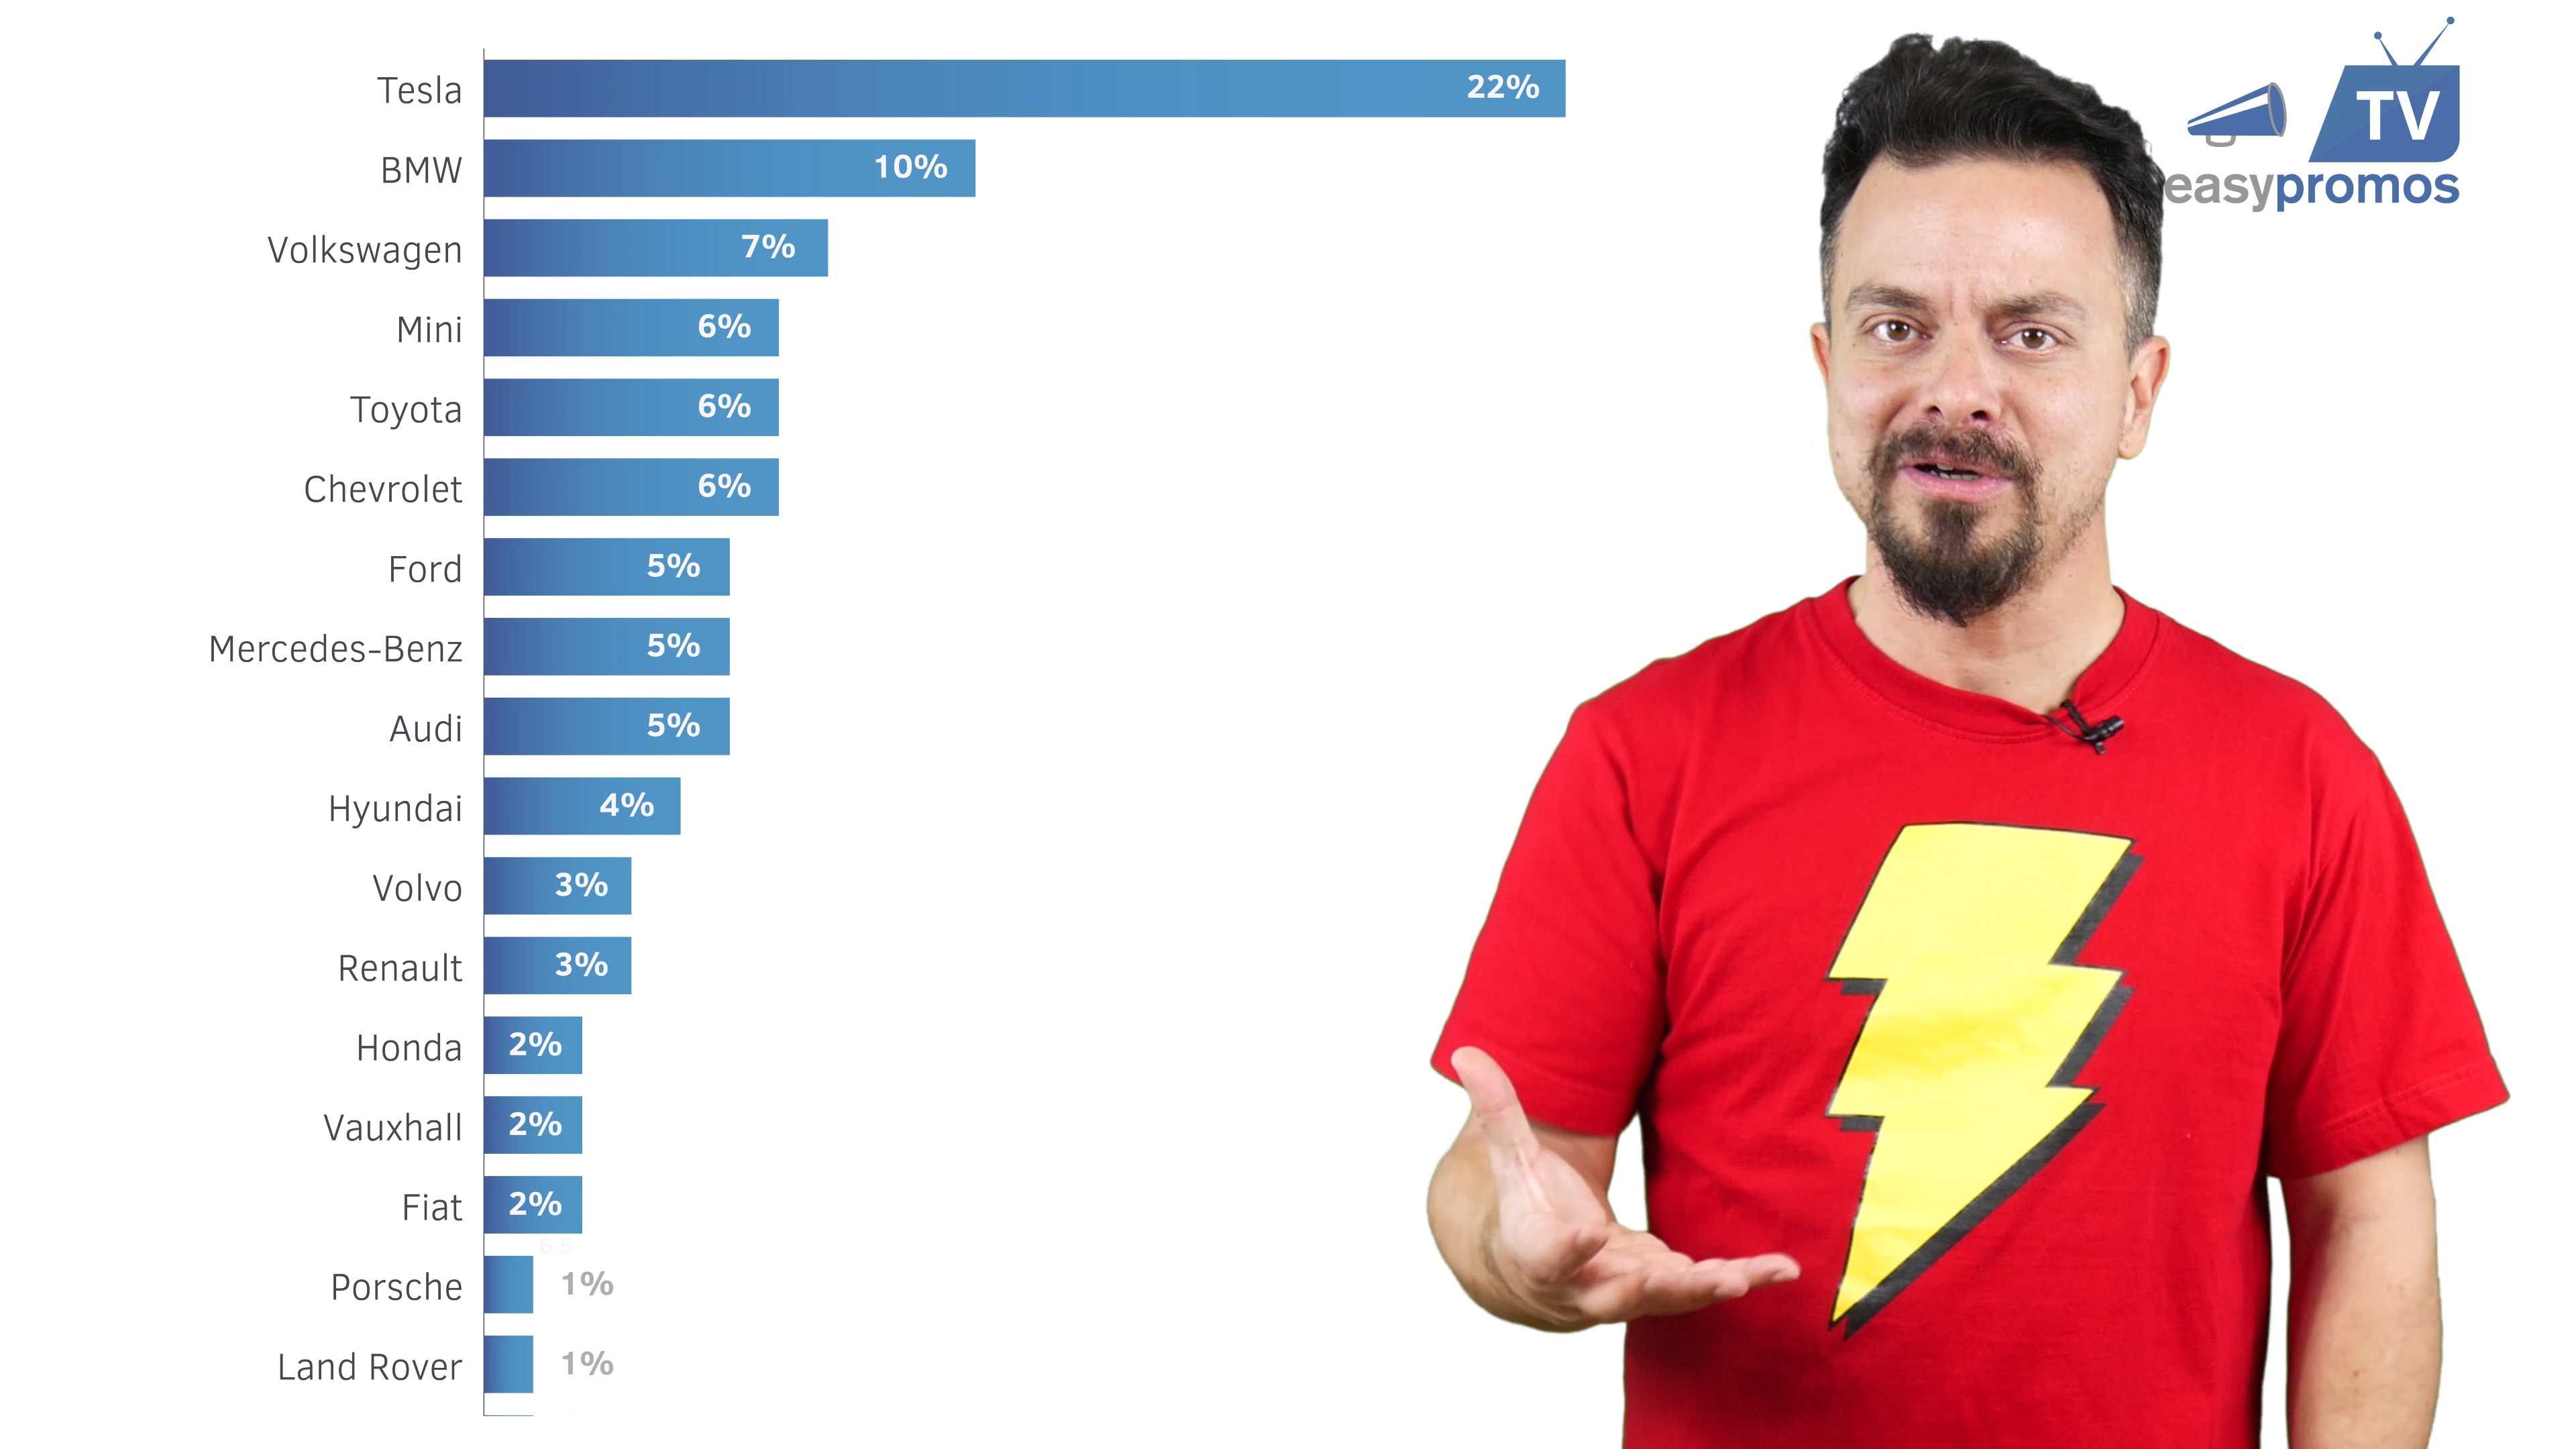 Tesla 22%
BMW 10%
Volkswagen 7%
Mini 6%
Toyota 6%
Chevrolet 6%
Ford 5%
Mercedes-Benz 5%
Audi 5%
Hyundai 4%
Volvo 3%
Renault 3%
Honda 2%
Vauxhall 2%
Fiat 2%
6.5
Porsche 1%
Land Rover 1%
TV
easypromos